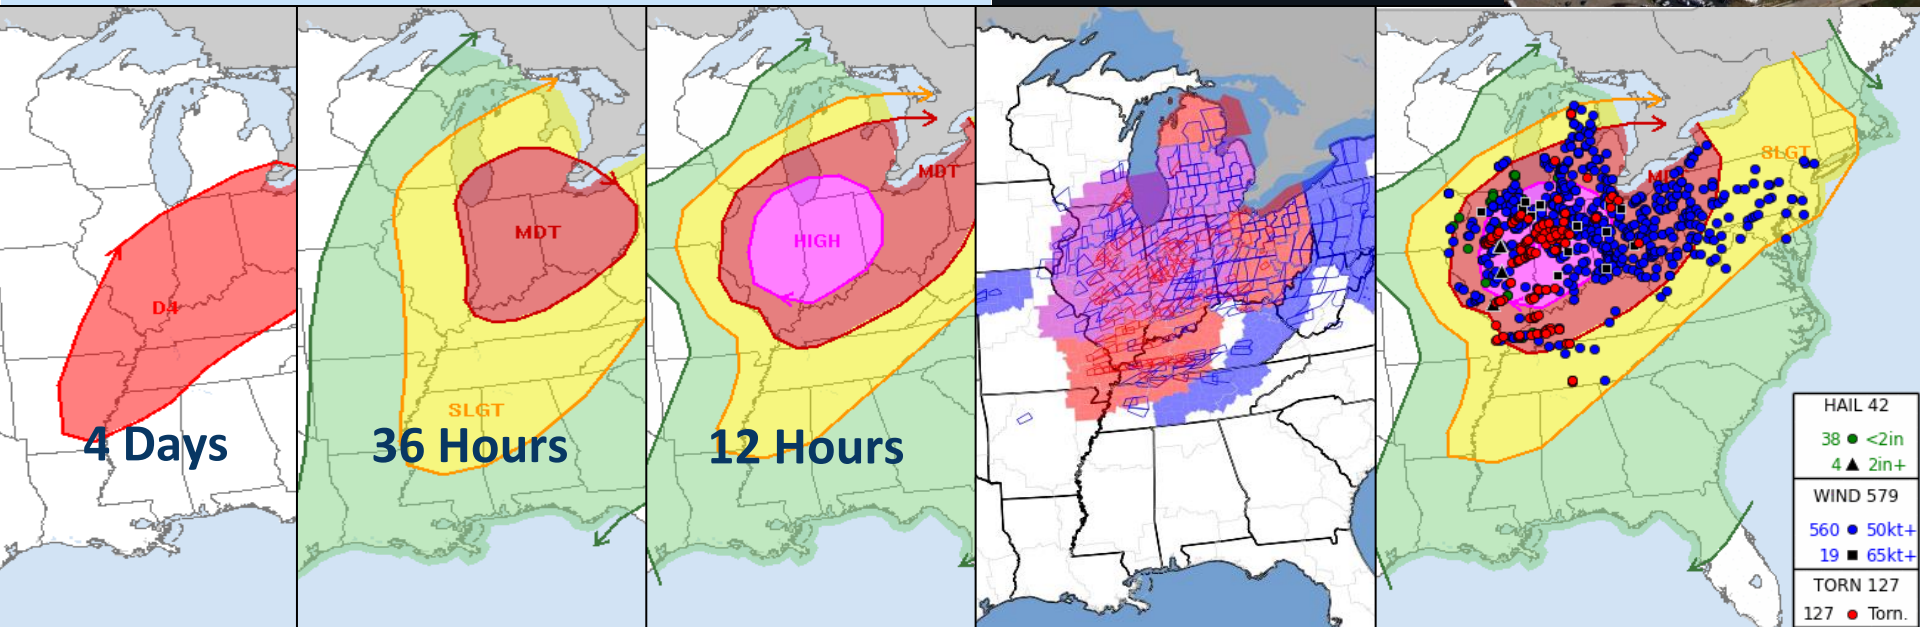 D4
4 Days
MDT
SLGT
36 Hours
MDT
HIGH
12 Hours
SLGT
HAIL 42
38 <2in
4 2in+
WIND 579
560 50kt+
19 65kt+
TORN 127
127 Torn.